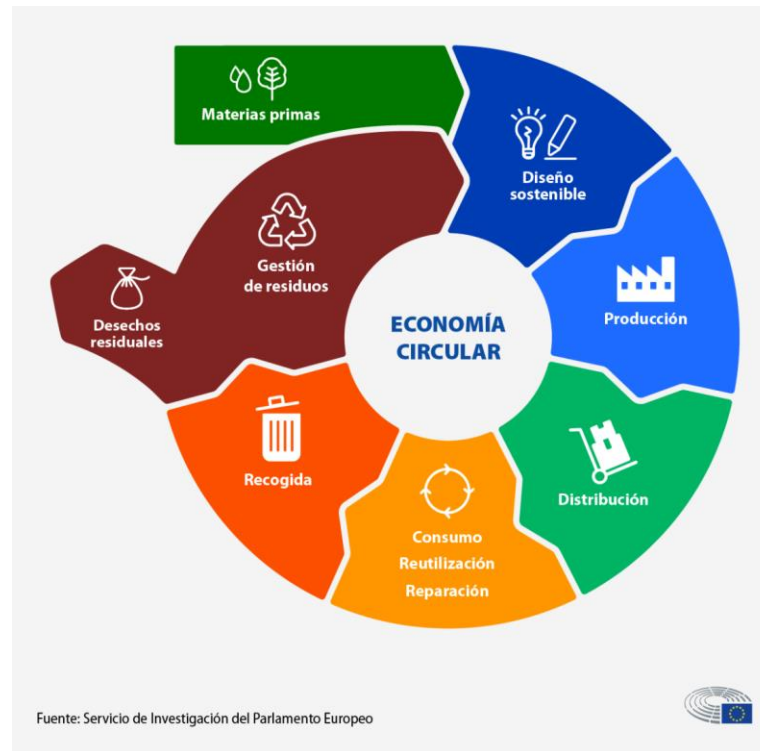 Materias primas
Diseño
sostenible
Gestión
de residuos
Desechos
residuales
Producción
ECONOMÍA
CIRCULAR
Recogida
Distribución
Consumo
Reutilización
Reparación
Fuente: Servicio de Investigación del Parlamento Europeo